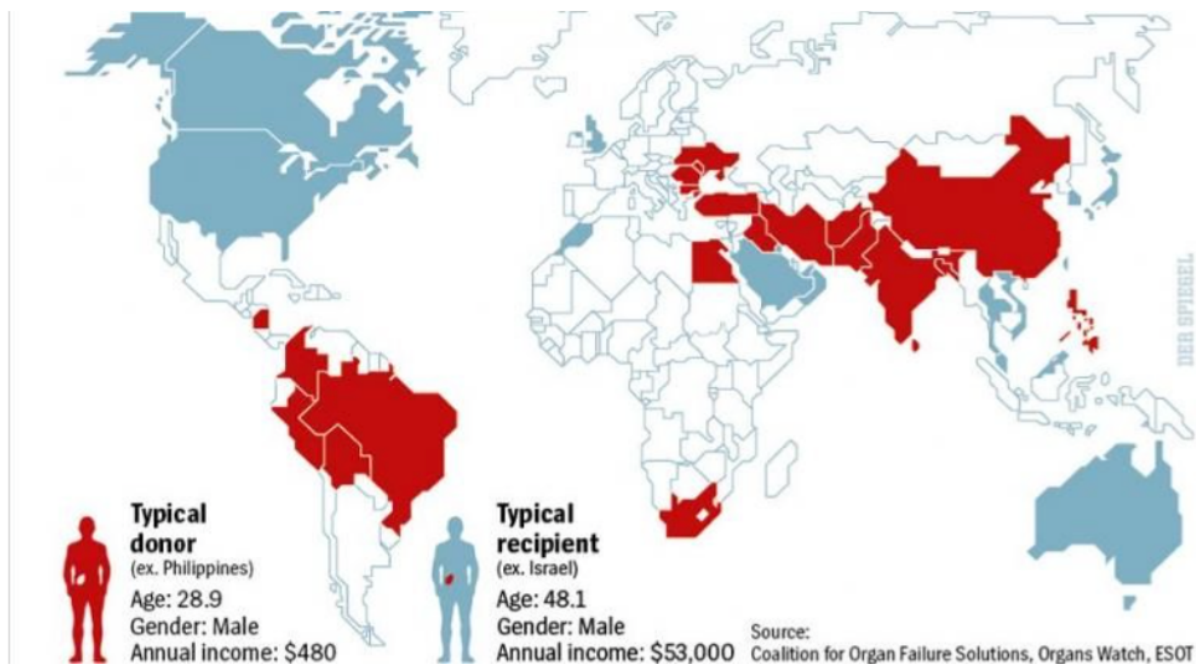 Typical
donor
(ex. Philippines)
Age: 28.9
Gender: Male
Annual income: $480
Typical
recipient
(ex. Israel)
Age: 48.1
Gender: Male
Annual income: $53,000
Source:
Coalition for Organ Failure Solutions, Organs Watch, ESOT
DER SPIEGEL